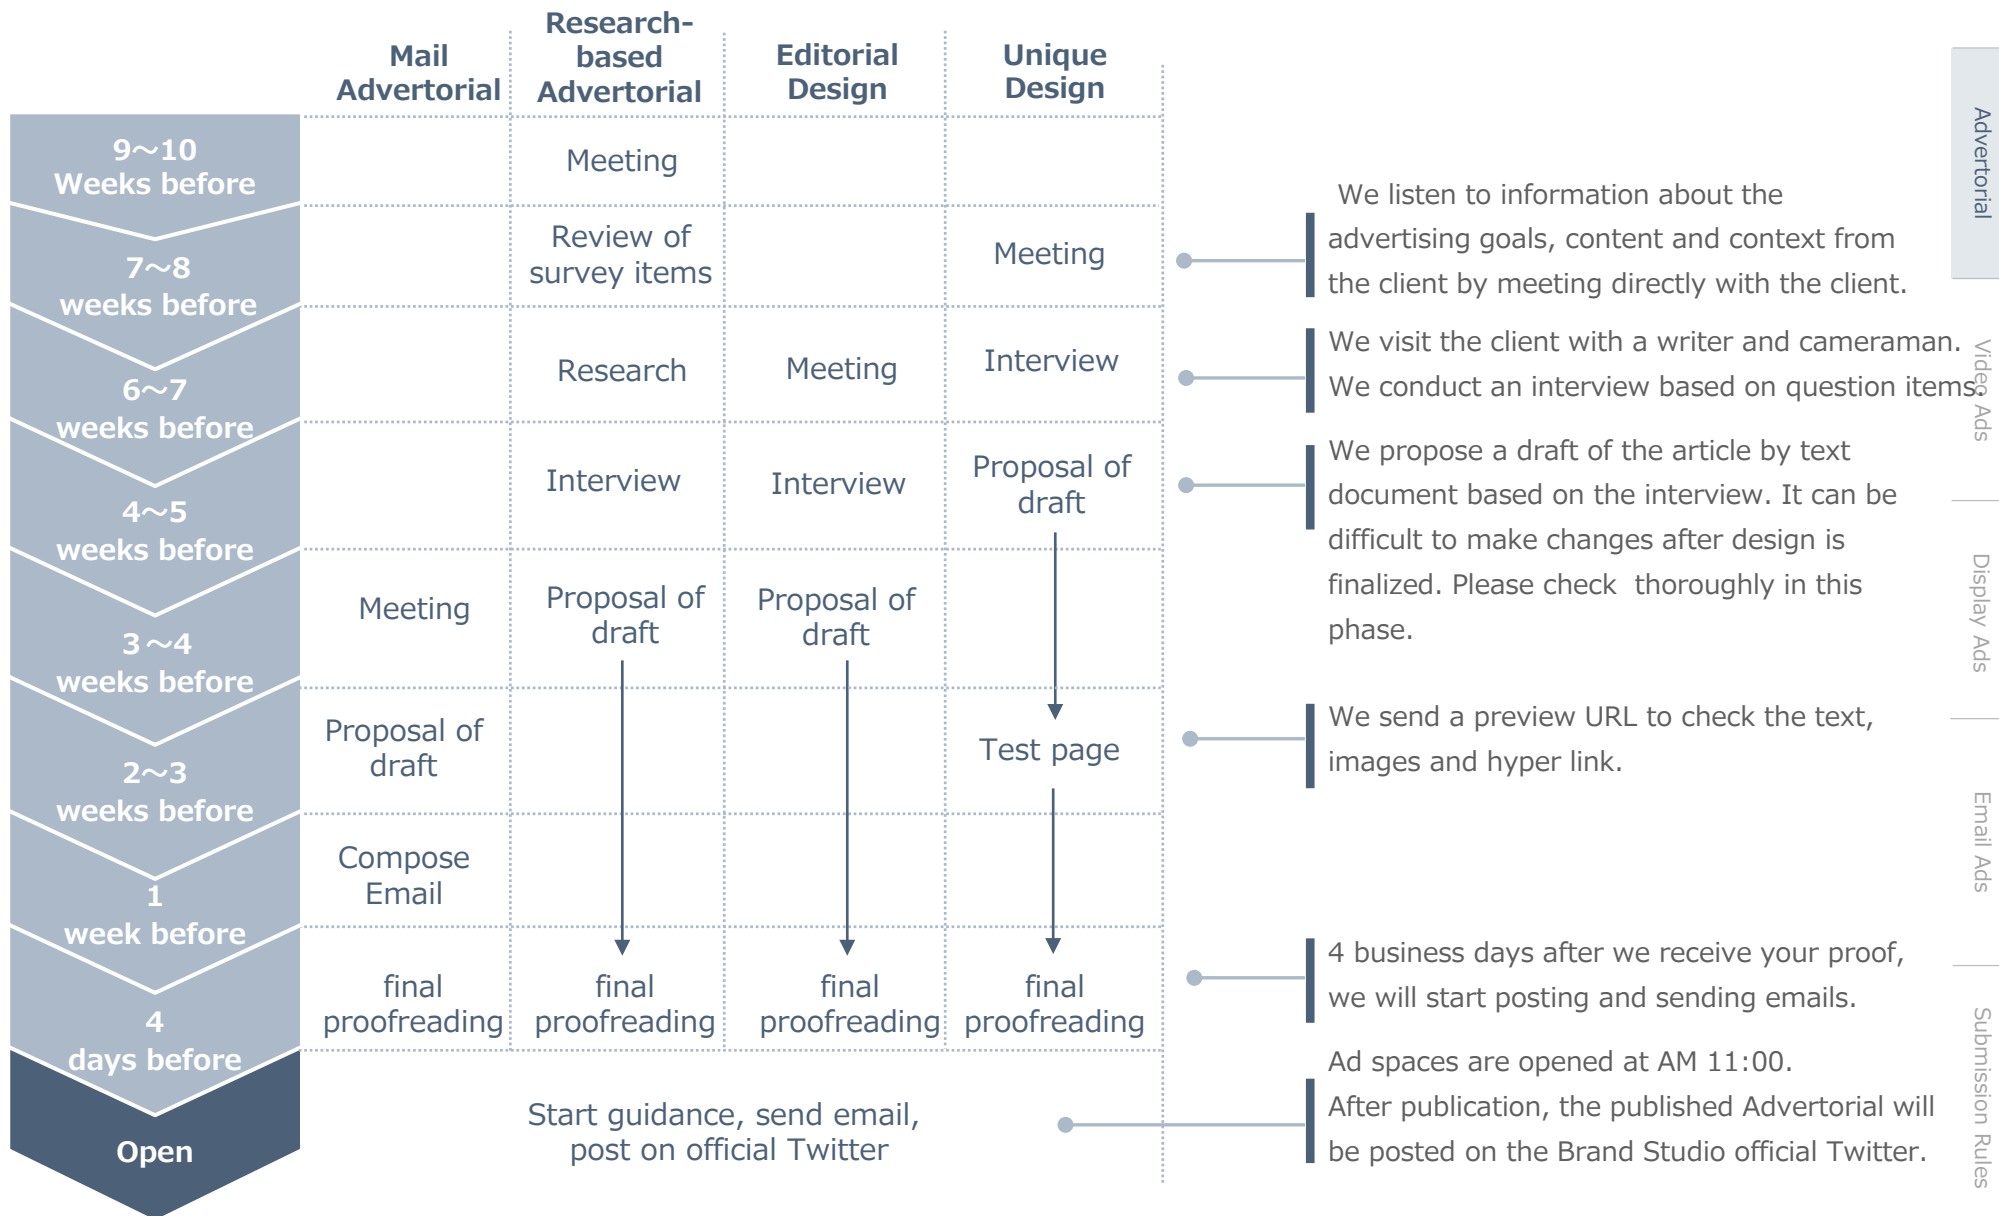 Mail
Advertorial
Research-
based
Advertorial
Editorial
Design
Unique
Design
9～10
Weeks before
Meeting
7～8
weeks before
Review of
survey items
Meeting
We listen to information about the
advertising goals, content and context from
the client by meeting directly with the client.
6～7
weeks before
Research
Meeting
Interview
We visit the client with a writer and cameraman.
We conduct an interview based on question items.
4～5
weeks before
Interview
Interview
Proposal of
draft
We propose a draft of the article by text
document based on the interview. It can be
difficult to make changes after design is
finalized. Please check  thoroughly in this
phase.
3～4
weeks before
Meeting
Proposal of
draft
Proposal of
draft
2～3
weeks before
Proposal of
draft
Test page
We send a preview URL to check the text,
images and hyper link.
1
week before
Compose
Email
4
days before
final
proofreading
final
proofreading
final
proofreading
final
proofreading
4 business days after we receive your proof,
we will start posting and sending emails.
Open
Start guidance, send email,
post on official Twitter
Ad spaces are opened at AM 11:00.
After publication, the published Advertorial will
be posted on the Brand Studio official Twitter.
Advertorial
Video Ads
Display Ads
Email Ads
Submission Rules